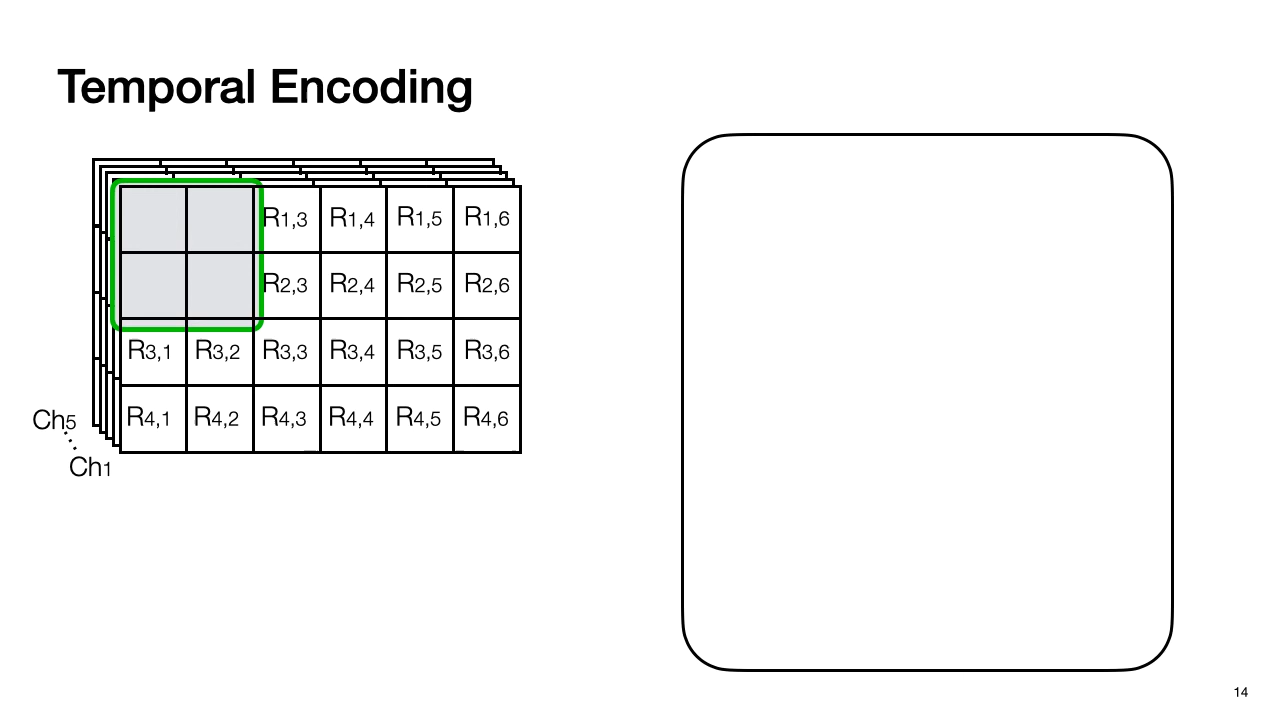 Temporal Encoding
R1,3 R1,4 R1,5 R1,6
R2,3 R2,4 R2,5 R2,6
R3,1 R3,2 R3,3 R3,4 R3,5 R3,6
R4,1 R4,2 R4,3 R4,4 R4,5 R4,6
Ch5
Ch1
14